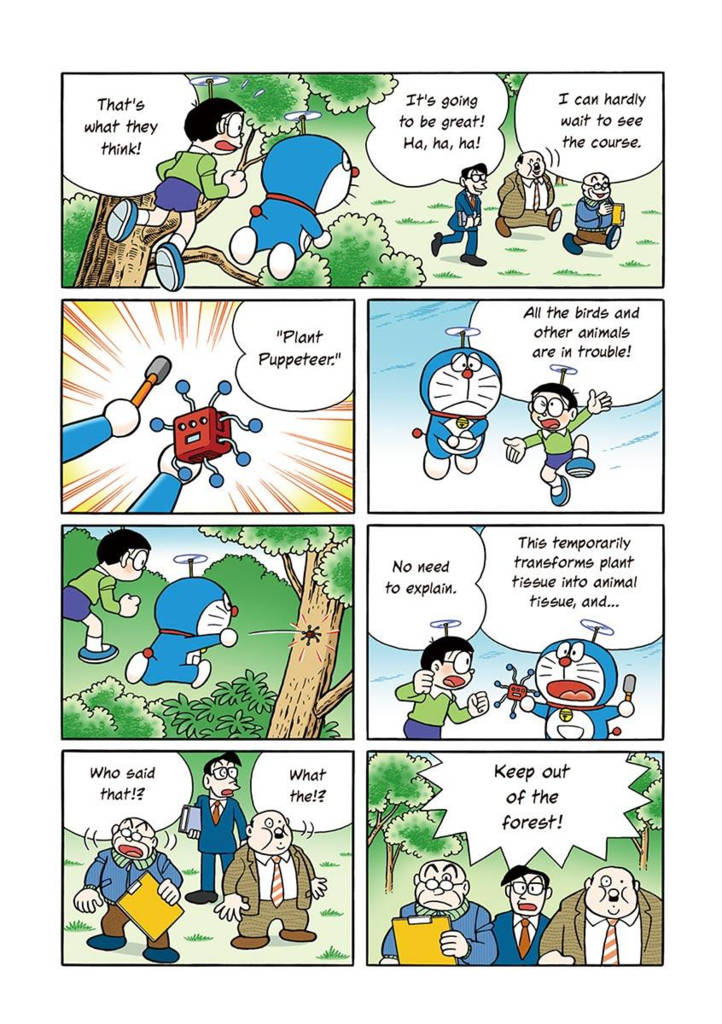 I can hardly
wait to see
the course.
It's going
to be great!
Ha, ha, ha!
That's
what they
think!
All the birds and
other animals
are in trouble!
"Plant
Puppeteer."
This temporarily
transforms plant
tissue into animal
tissue, and...
No need
to explain.
Keep out
of the
forest!
What
the!?
Who said
that!?